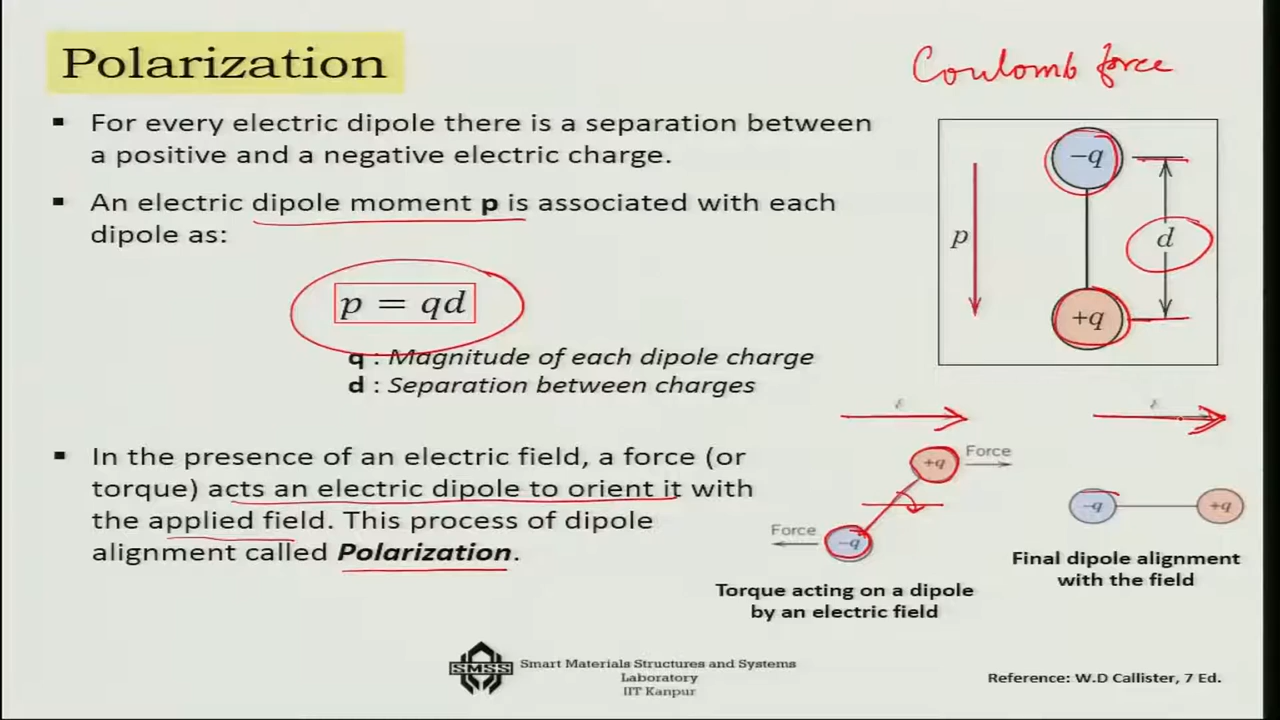 Polarization
Coulomb force
▪ For every electric dipole there is a separation between
a positive and a negative electric charge.
▪ An electric dipole moment p is associated with each
dipole as:
p = qd
q : Magnitude of each dipole charge
d : Separation between charges
−q
p
d
+q
▪ In the presence of an electric field, a force (or
torque) acts an electric dipole to orient it with
the applied field. This process of dipole
alignment called Polarization.
+q
Force
Force
−q
Torque acting on a dipole
by an electric field
−q
+q
Final dipole alignment
with the field
SMSS
Smart Materials Structures and Systems
Laboratory
IIT Kanpur
Reference: W.D Callister, 7 Ed.